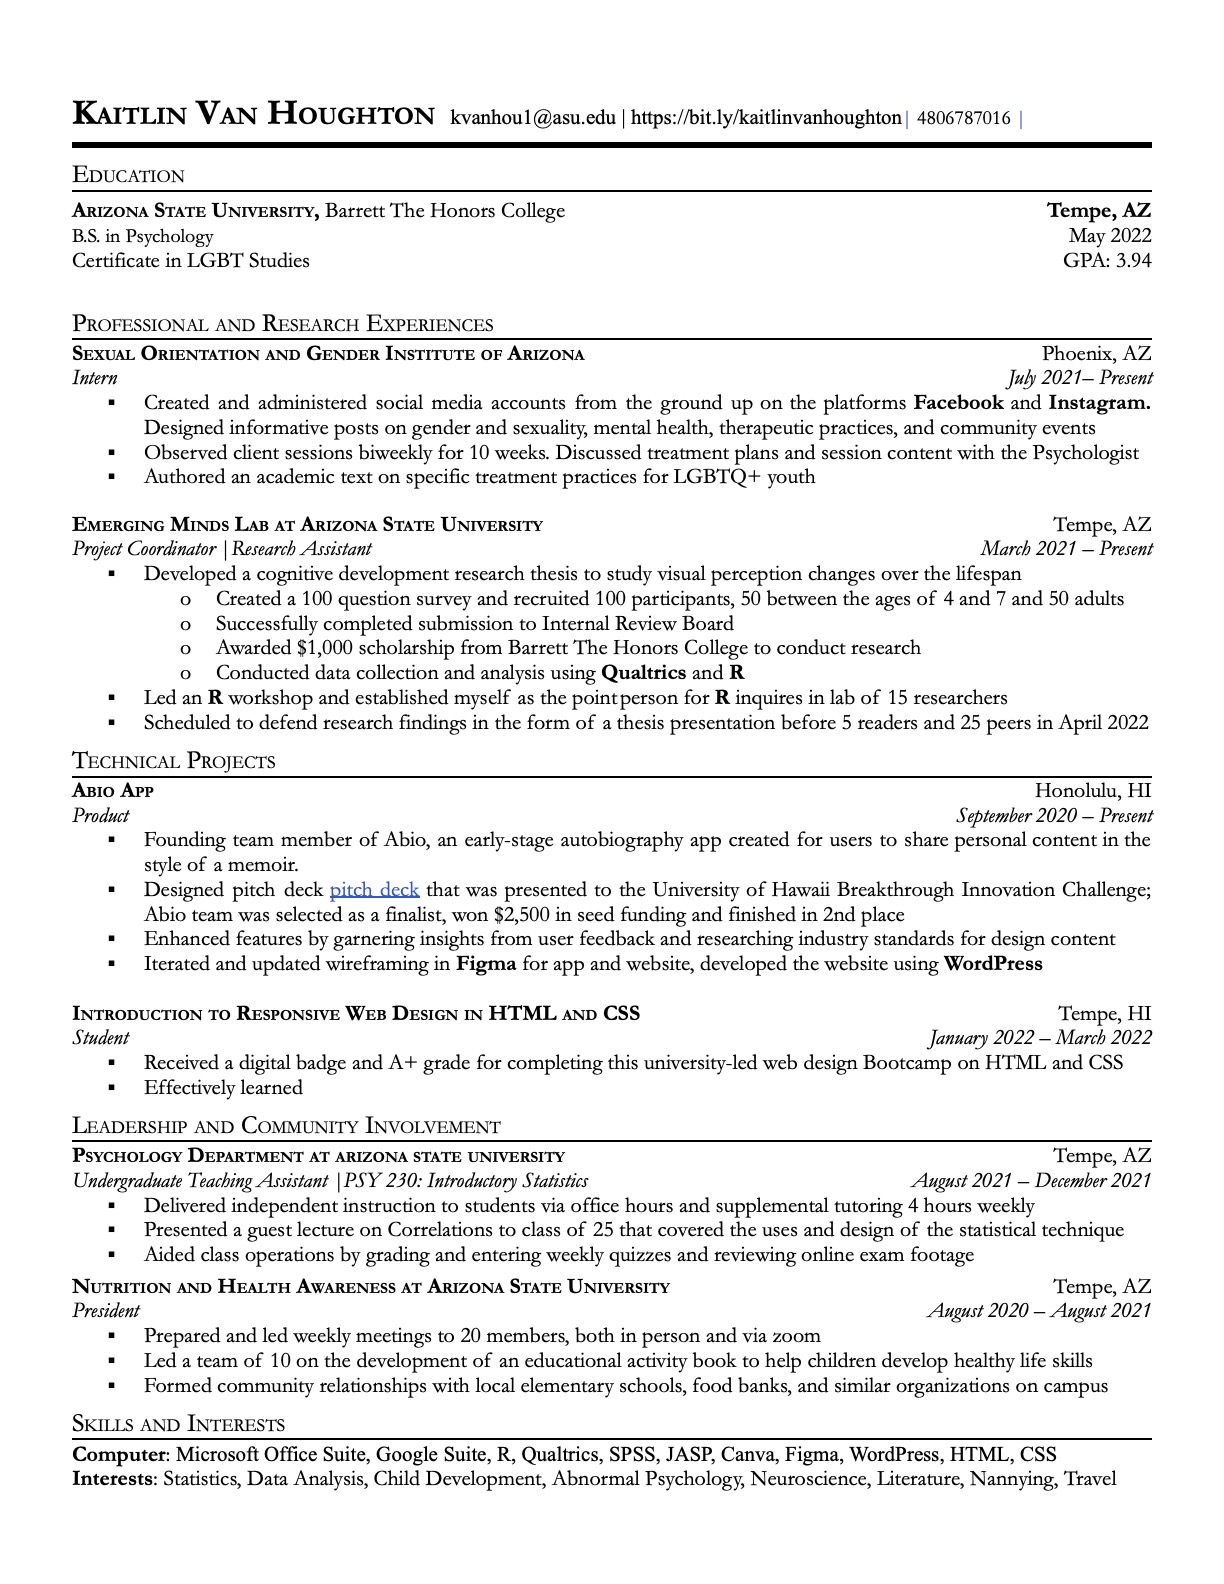 KAITLIN VAN HOUGHTON kvanhou1@asu.edu | https://bit.ly/kaitlinvanhoughton| 4806787016 |
EDUCATION
ARIZONA STATE UNIVERSITY, Barrett The Honors College Tempe, AZ
B.S. in Psychology May 2022
Certificate in LGBT Studies GPA: 3.94
PROFESSIONAL AND RESEARCH EXPERIENCES
SEXUAL ORIENTATION AND GENDER INSTITUTE OF ARIZONA Phoenix, AZ
Intern July 2021– Present
▪ Created and administered social media accounts from the ground up on the platforms Facebook and Instagram.
Designed informative posts on gender and sexuality, mental health, therapeutic practices, and community events
▪ Observed client sessions biweekly for 10 weeks. Discussed treatment plans and session content with the Psychologist
▪ Authored an academic text on specific treatment practices for LGBTQ+ youth
EMERGING MINDS LAB AT ARIZONA STATE UNIVERSITY Tempe, AZ
Project Coordinator |Research Assistant March 2021 – Present
▪ Developed a cognitive development research thesis to study visual perception changes over the lifespan
o Created a 100 question survey and recruited 100 participants, 50 between the ages of 4 and 7 and 50 adults
o Successfully completed submission to Internal Review Board
o Awarded $1,000 scholarship from Barrett The Honors College to conduct research
o Conducted data collection and analysis using Qualtrics and R
▪ Led an R workshop and established myself as the pointperson for R inquires in lab of 15 researchers
▪ Scheduled to defend research findings in the form of a thesis presentation before 5 readers and 25 peers in April 2022
TECHNICAL PROJECTS
ABIO APP Honolulu, HI
Product September 2020 – Present
▪ Founding team member of Abio, an early-stage autobiography app created for users to share personal content in the
style of a memoir.
▪ Designed pitch deck pitch deck that was presented to the University of Hawaii Breakthrough Innovation Challenge;
Abio team was selected as a finalist, won $2,500 in seed funding and finished in 2nd place
▪ Enhanced features by garnering insights from user feedback and researching industry standards for design content
▪ Iterated and updated wireframing in Figma for app and website, developed the website using WordPress
INTRODUCTION TO RESPONSIVE WEB DESIGN IN HTML AND CSS Tempe, HI
Student January 2022 – March 2022
▪ Received a digital badge and A+ grade for completing this university-led web design Bootcamp on HTML and CSS
▪ Effectively learned
LEADERSHIP AND COMMUNITY INVOLVEMENT
PSYCHOLOGY DEPARTMENT AT ARIZONA STATE UNIVERSITY Tempe, AZ
Undergraduate Teaching Assistant |PSY 230: Introductory Statistics August 2021 – December 2021
▪ Delivered independent instruction to students via office hours and supplemental tutoring 4 hours weekly
▪ Presented a guest lecture on Correlations to class of 25 that covered the uses and design of the statistical technique
▪ Aided class operations by grading and entering weekly quizzes and reviewing online exam footage
NUTRITION AND HEALTH AWARENESS AT ARIZONA STATE UNIVERSITY Tempe, AZ
President August 2020 – August 2021
▪ Prepared and led weekly meetings to 20 members, both in person and via zoom
▪ Led a team of 10 on the development of an educational activity book to help children develop healthy life skills
▪ Formed community relationships with local elementary schools, food banks, and similar organizations on campus
SKILLS AND INTERESTS
Computer: Microsoft Office Suite, Google Suite, R, Qualtrics, SPSS, JASP, Canva, Figma, WordPress, HTML, CSS
Interests: Statistics, Data Analysis, Child Development, Abnormal Psychology, Neuroscience, Literature, Nannying, Travel